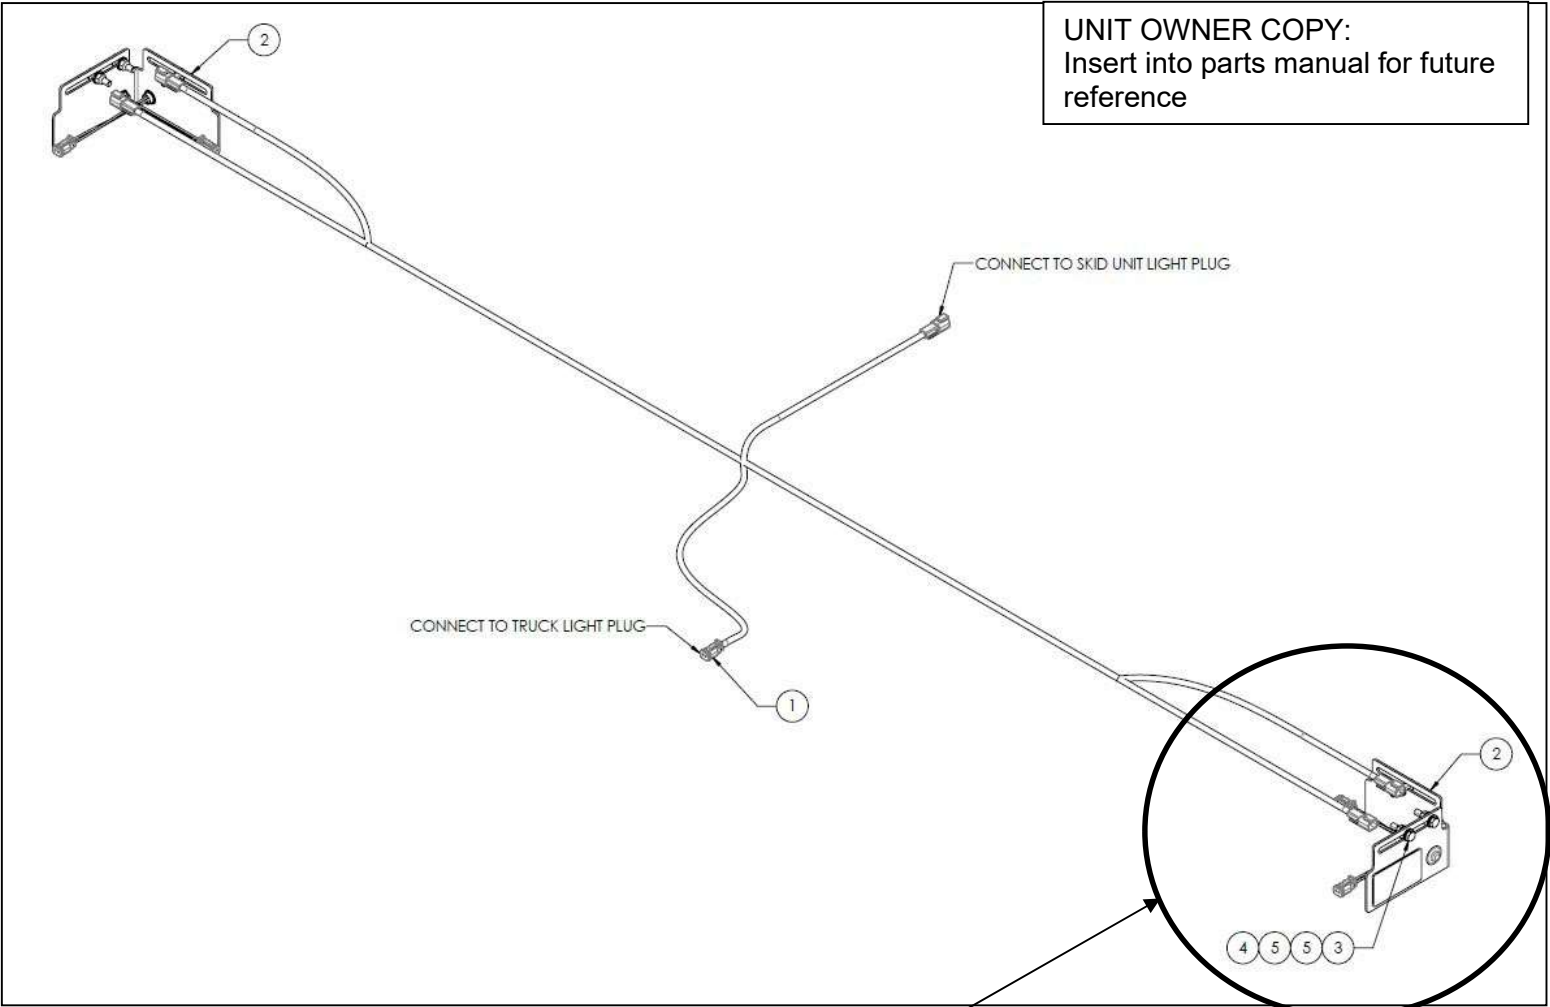 UNIT OWNER COPY:
Insert into parts manual for future
reference
2
CONNECT TO SKID UNIT LIGHT PLUG
CONNECT TO TRUCK LIGHT PLUG
1
2
4 5 5 3